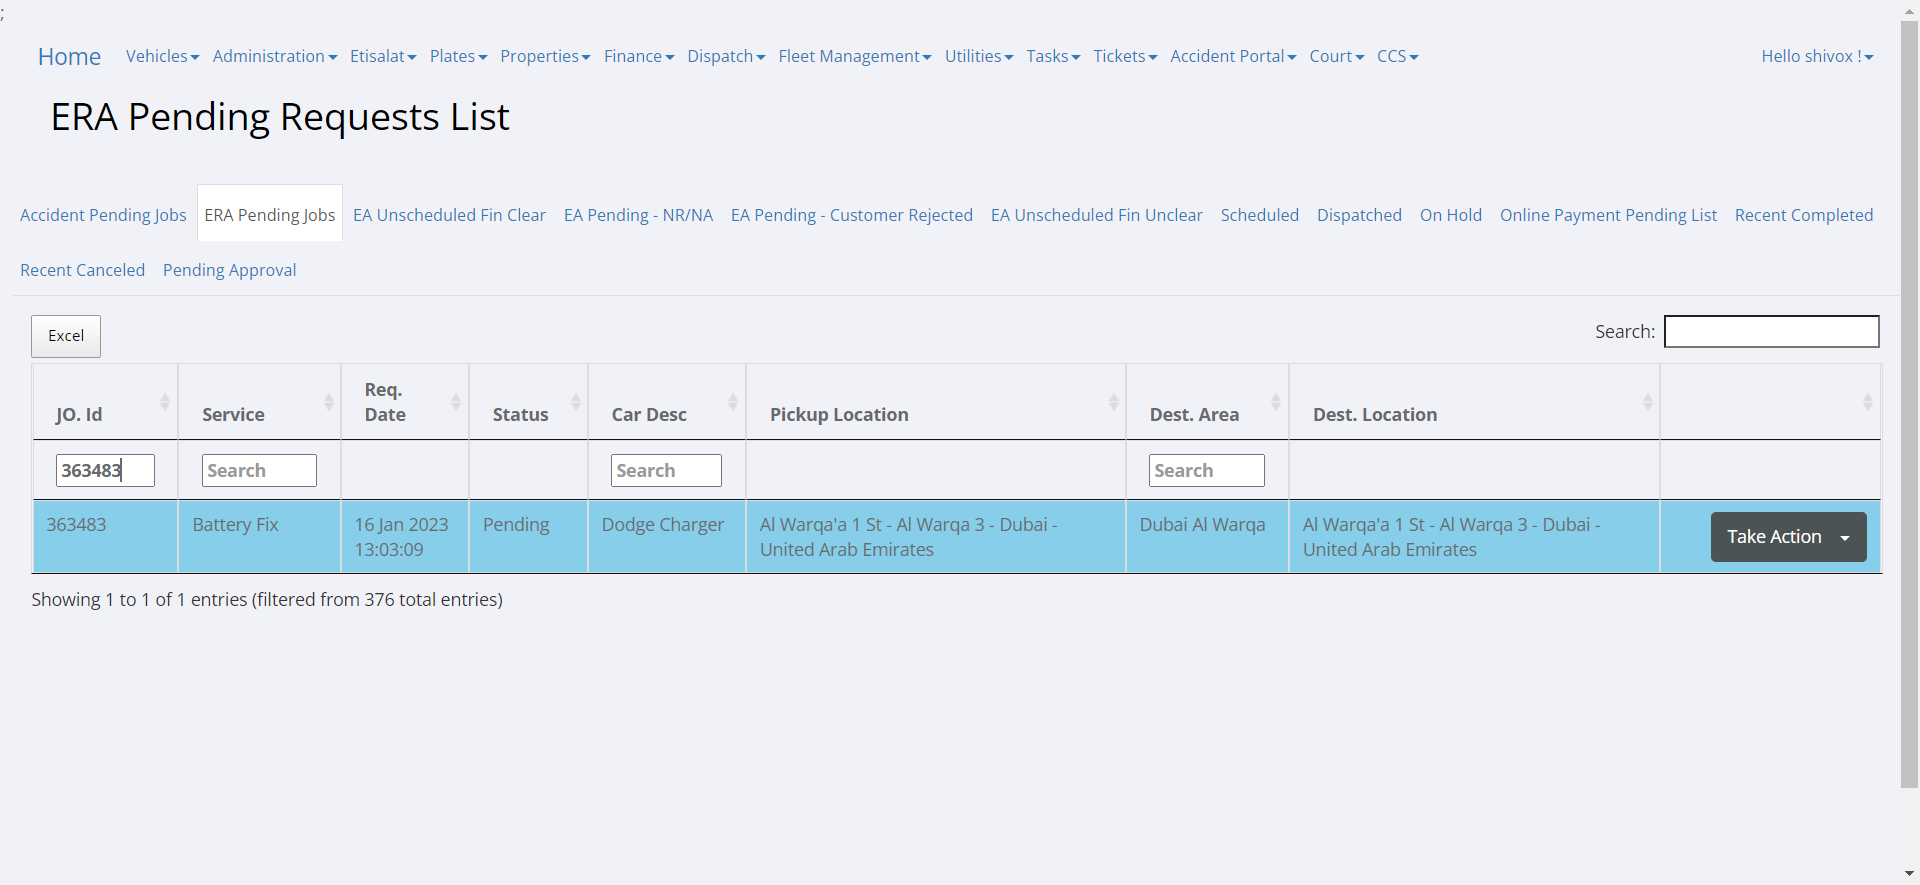 ;
Home Vehicles Administration Etisalat Plates Properties Finance Dispatch Fleet Management Utilities Tasks Tickets Accident Portal Court CCS Hello shivox !
ERA Pending Requests List
Accident Pending Jobs ERA Pending Jobs EA Unscheduled Fin Clear EA Pending - NR/NA EA Pending - Customer Rejected EA Unscheduled Fin Unclear Scheduled Dispatched On Hold Online Payment Pending List Recent Completed
Recent Canceled Pending Approval
Excel Search:
JO. Id Service Req. Date Status Car Desc Pickup Location Dest. Area Dest. Location
363483 Search Search Search
363483 Battery Fix 16 Jan 2023 Pending Dodge Charger Al Warqa'a 1 St - Al Warqa 3 - Dubai - Dubai Al Warqa Al Warqa'a 1 St - Al Warqa 3 - Dubai - Take Action
13:03:09 United Arab Emirates United Arab Emirates
Showing 1 to 1 of 1 entries (filtered from 376 total entries)